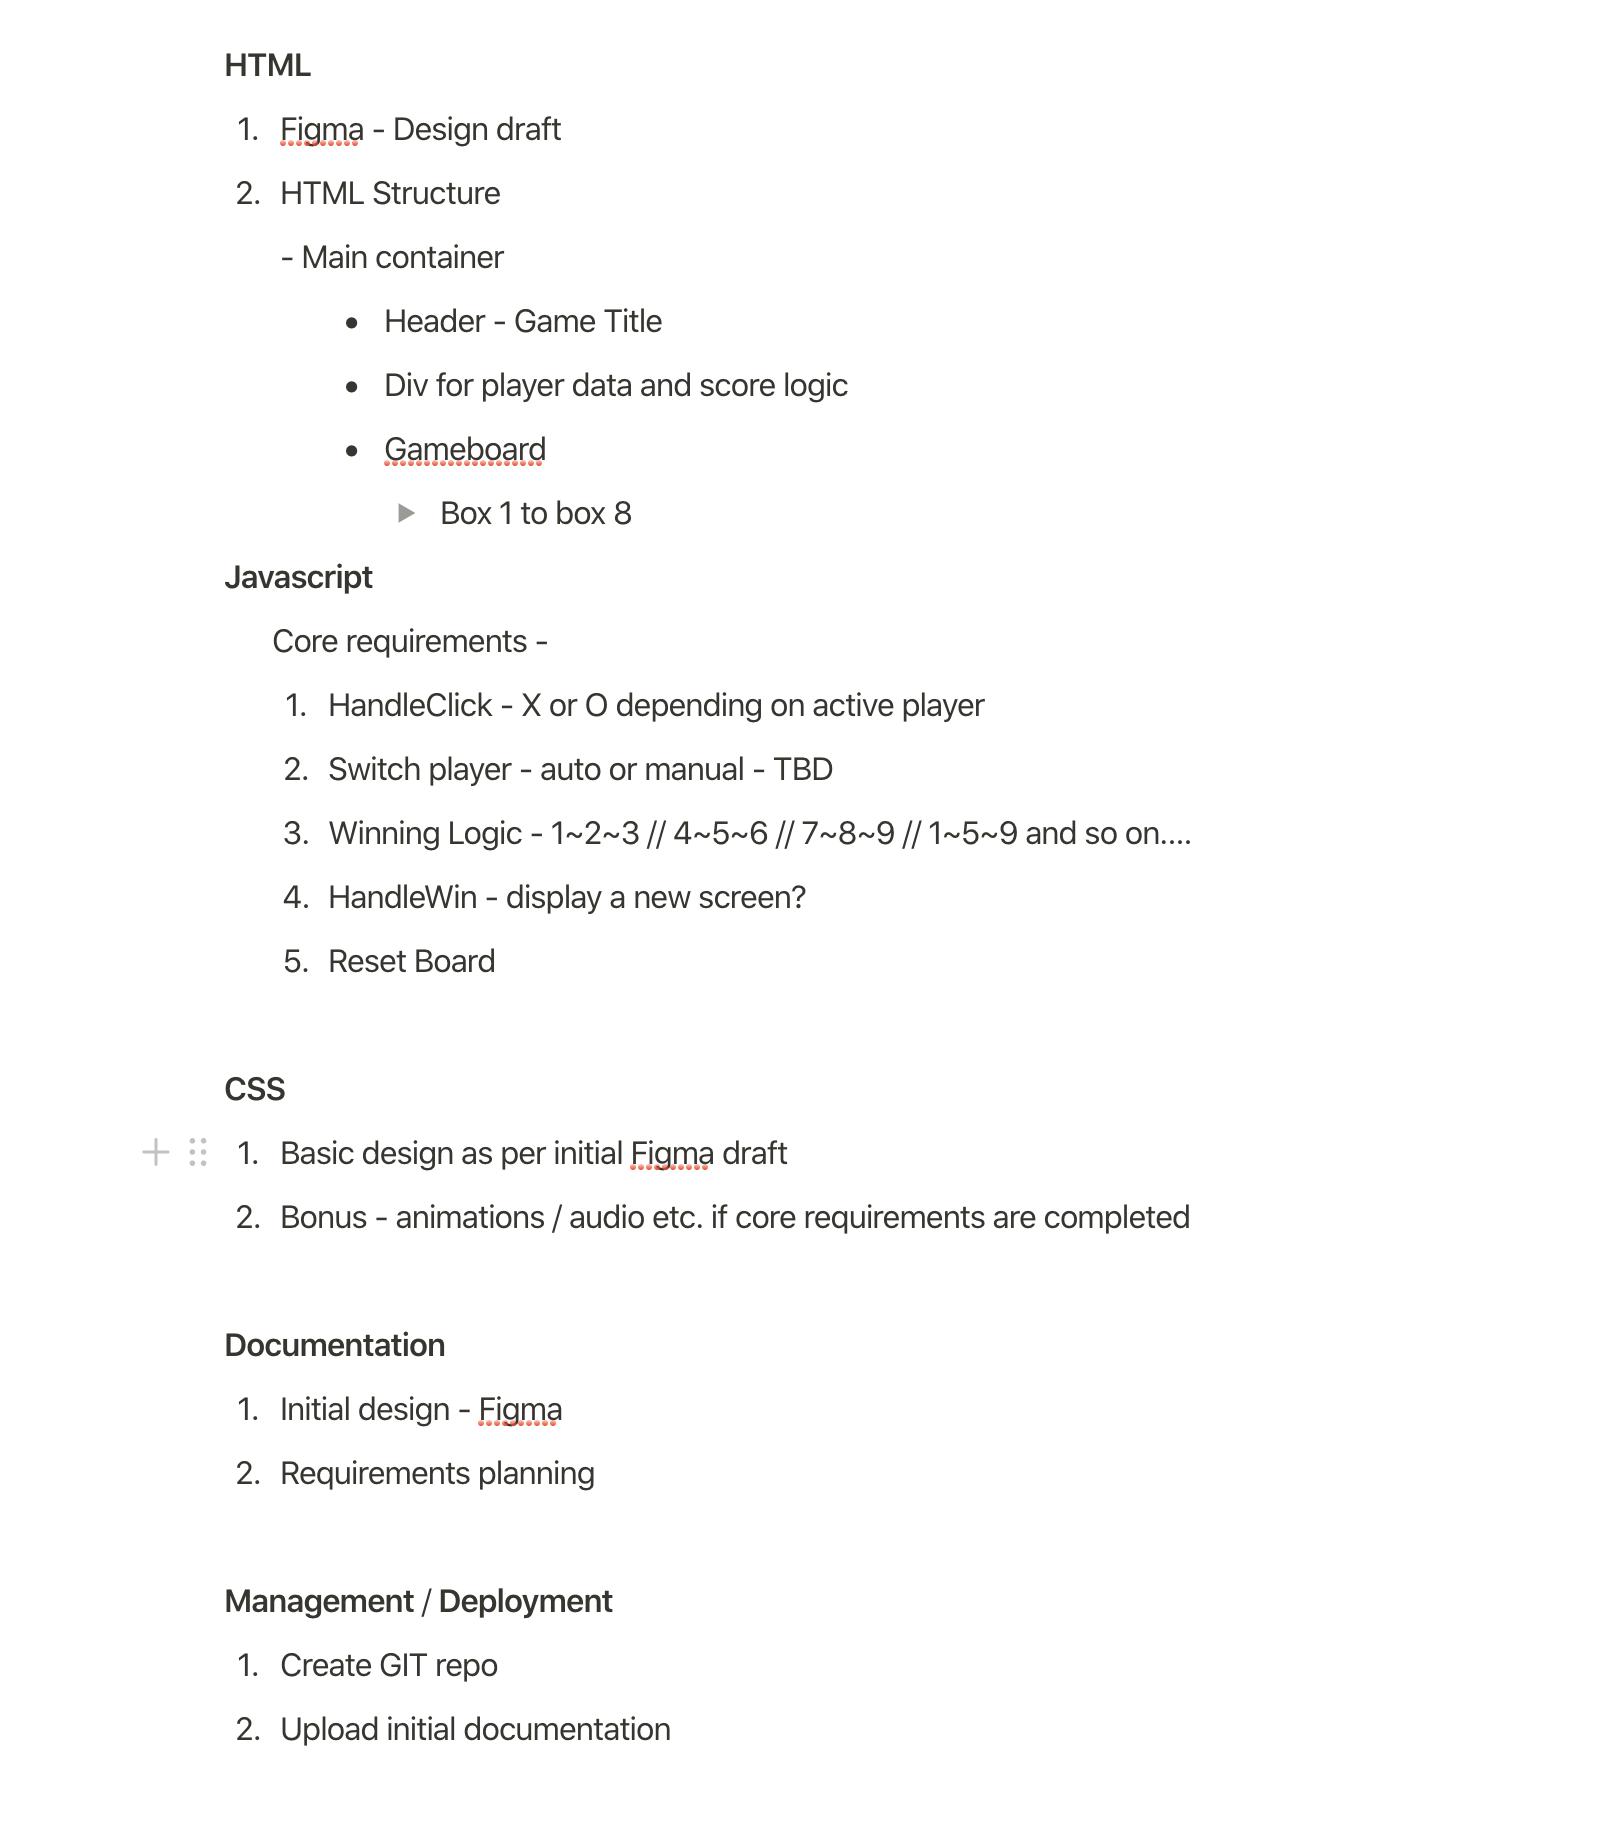 HTML
1. Figma - Design draft
2. HTML Structure
- Main container
• Header - Game Title
• Div for player data and score logic
• Gameboard
▶ Box 1 to box 8
Javascript
Core requirements -
1. HandleClick - X or O depending on active player
2. Switch player - auto or manual - TBD
3. Winning Logic - 1~2~3 // 4~5~6 // 7~8~9 // 1~5~9 and so on....
4. HandleWin - display a new screen?
5. Reset Board
CSS
1. Basic design as per initial Figma draft
2. Bonus - animations / audio etc. if core requirements are completed
Documentation
1. Initial design - Figma
2. Requirements planning
Management / Deployment
1. Create GIT repo
2. Upload initial documentation